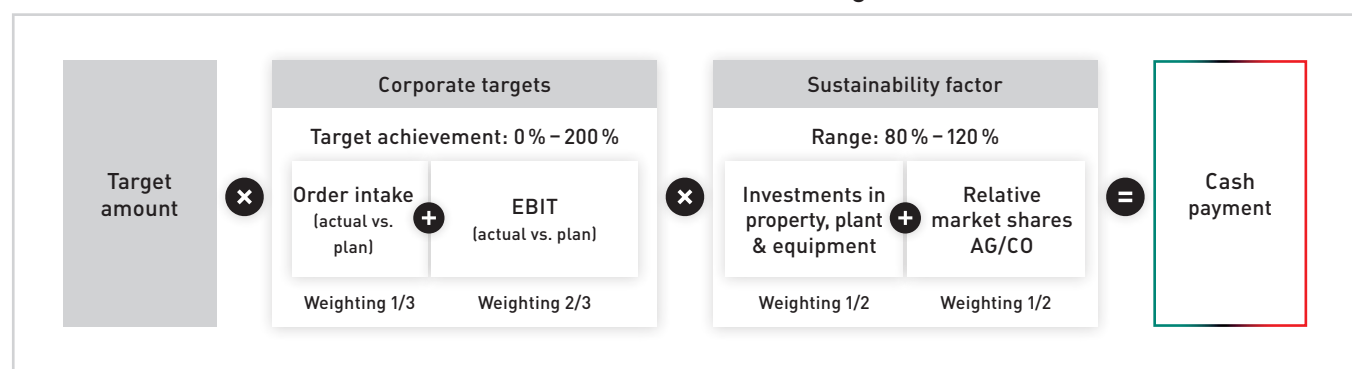 Target
amount
×
Corporate targets
Target achievement: 0 % – 200 %
Order intake
(actual vs.
plan)
+
EBIT
(actual vs. plan)
Weighting 1/3
Weighting 2/3
×
Sustainability factor
Range: 80 % – 120 %
Investments in
property, plant
& equipment
+
Relative
market shares
AG/CO
Weighting 1/2
Weighting 1/2
=
Cash
payment